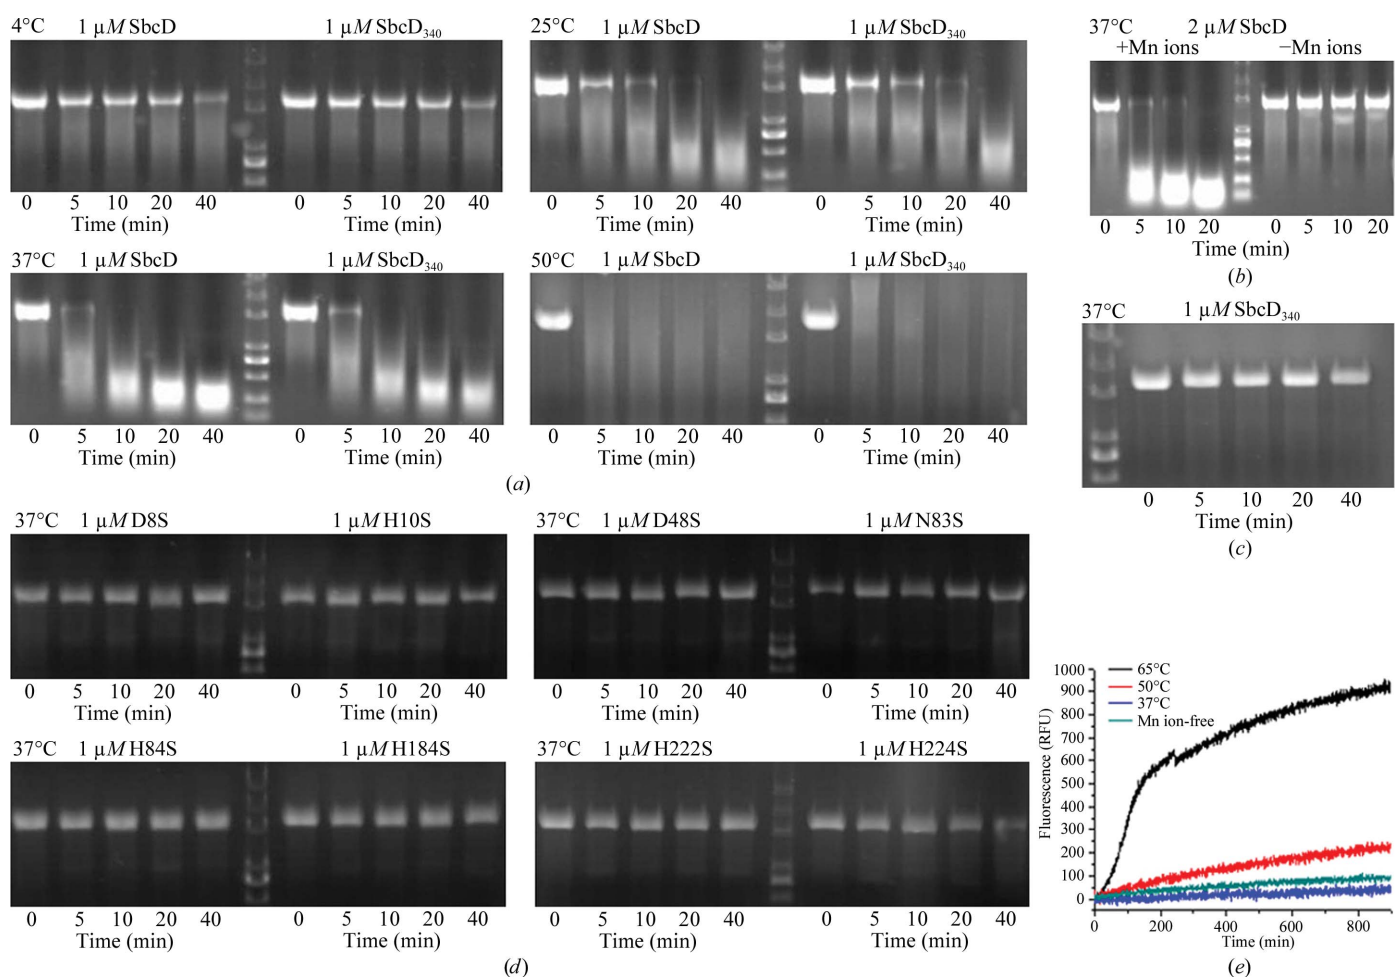 4°C 1 µM SbcD 1 µM SbcD340
0 5 10 20 40 0 5 10 20 40
Time (min) Time (min)
25°C 1 µM SbcD 1 µM SbcD340
0 5 10 20 40 0 5 10 20 40
Time (min) Time (min)
37°C 1 µM SbcD 1 µM SbcD340
0 5 10 20 40 0 5 10 20 40
Time (min) Time (min)
50°C 1 µM SbcD 1 µM SbcD340
0 5 10 20 40 0 5 10 20 40
Time (min) Time (min)
(a)
37°C 2 µM SbcD
+Mn ions −Mn ions
0 5 10 20 0 5 10 20
Time (min)
(b)
37°C 1 µM SbcD340
0 5 10 20 40
Time (min)
(c)
37°C 1 µM D8S 1 µM H10S
0 5 10 20 40 0 5 10 20 40
Time (min) Time (min)
37°C 1 µM D48S 1 µM N83S
0 5 10 20 40 0 5 10 20 40
Time (min) Time (min)
37°C 1 µM H84S 1 µM H184S
0 5 10 20 40 0 5 10 20 40
Time (min) Time (min)
37°C 1 µM H222S 1 µM H224S
0 5 10 20 40 0 5 10 20 40
Time (min) Time (min)
(d)
1000
900
800
700
600
500
400
300
200
100
0
Fluorescence (RFU)
65°C
50°C
37°C
Mn ion-free
0 200 400 600 800
Time (min)
(e)